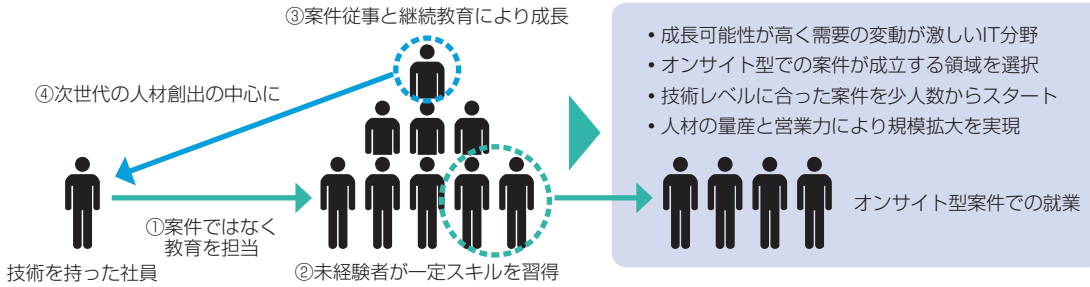 ③案件従事と継続教育により成長
④次世代の人材創出の中心に
①案件ではなく
教育を担当
技術を持った社員
②未経験者が一定スキルを習得
• 成長可能性が高く需要の変動が激しいIT分野
• オンサイト型での案件が成立する領域を選択
• 技術レベルに合った案件を少人数からスタート
• 人材の量産と営業力により規模拡大を実現
オンサイト型案件での就業